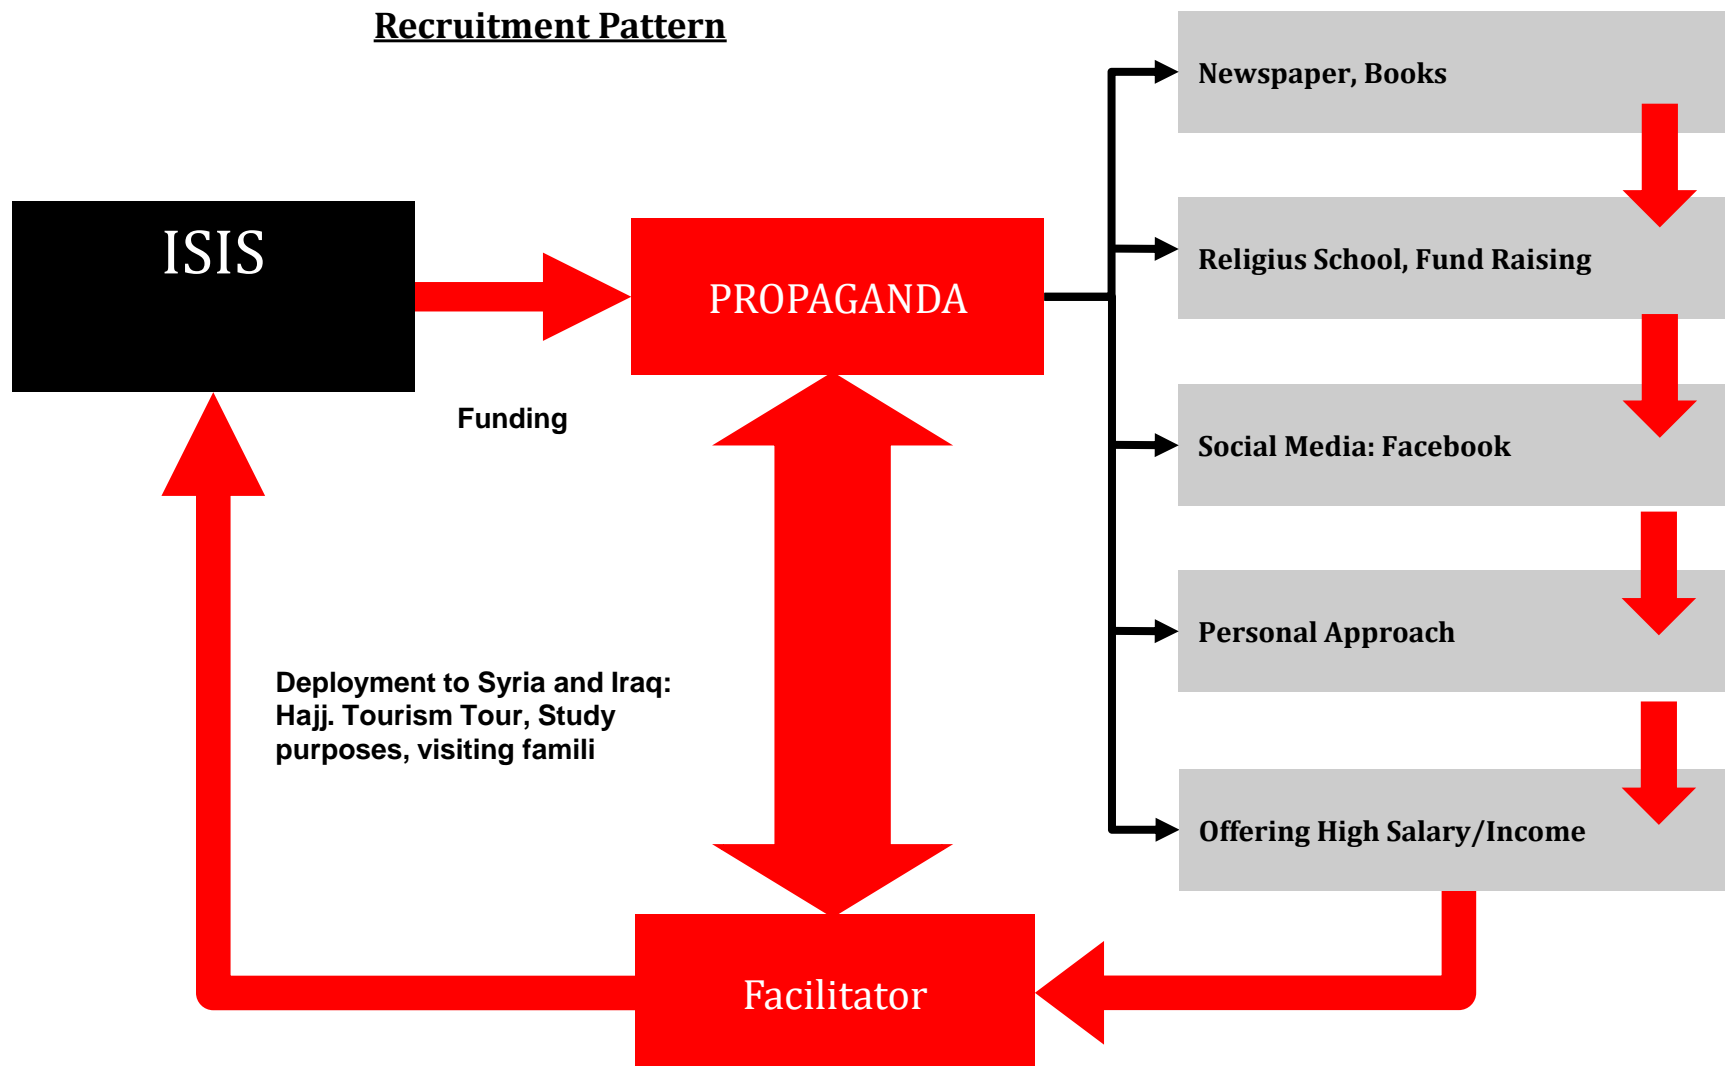 Recruitment Pattern
Newspaper, Books
ISIS
Religius School, Fund Raising
PROPAGANDA
Funding
Social Media: Facebook
Personal Approach
Deployment to Syria and Iraq:
Hajj. Tourism Tour, Study
purposes, visiting famili
Offering High Salary/Income
Facilitator